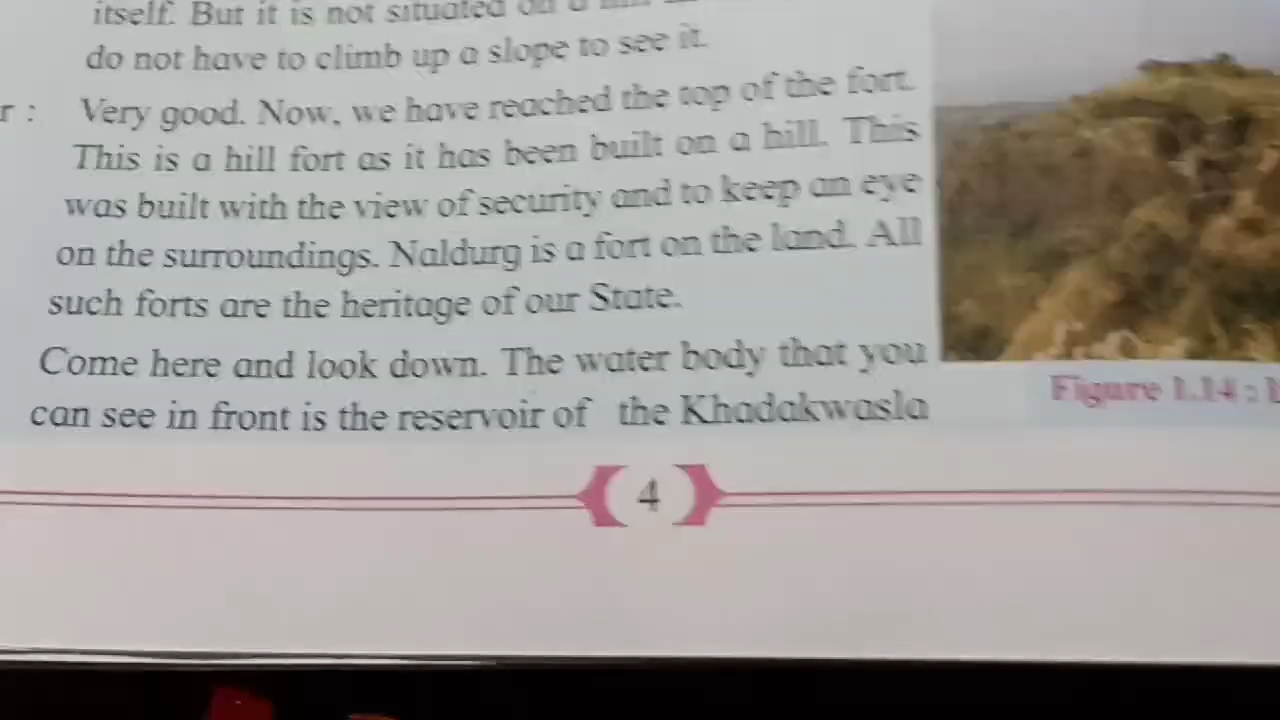 itself. But it is not situated on a
do not have to climb up a slope to see it.
r : Very good. Now, we have reached the top of the fort.
This is a hill fort as it has been built on a hill. This
was built with the view of security and to keep an eye
on the surroundings. Naldurg is a fort on the land. All
such forts are the heritage of our State.
Come here and look down. The water body that you
can see in front is the reservoir of the Khadakwasla
Figure 1.14 :
4